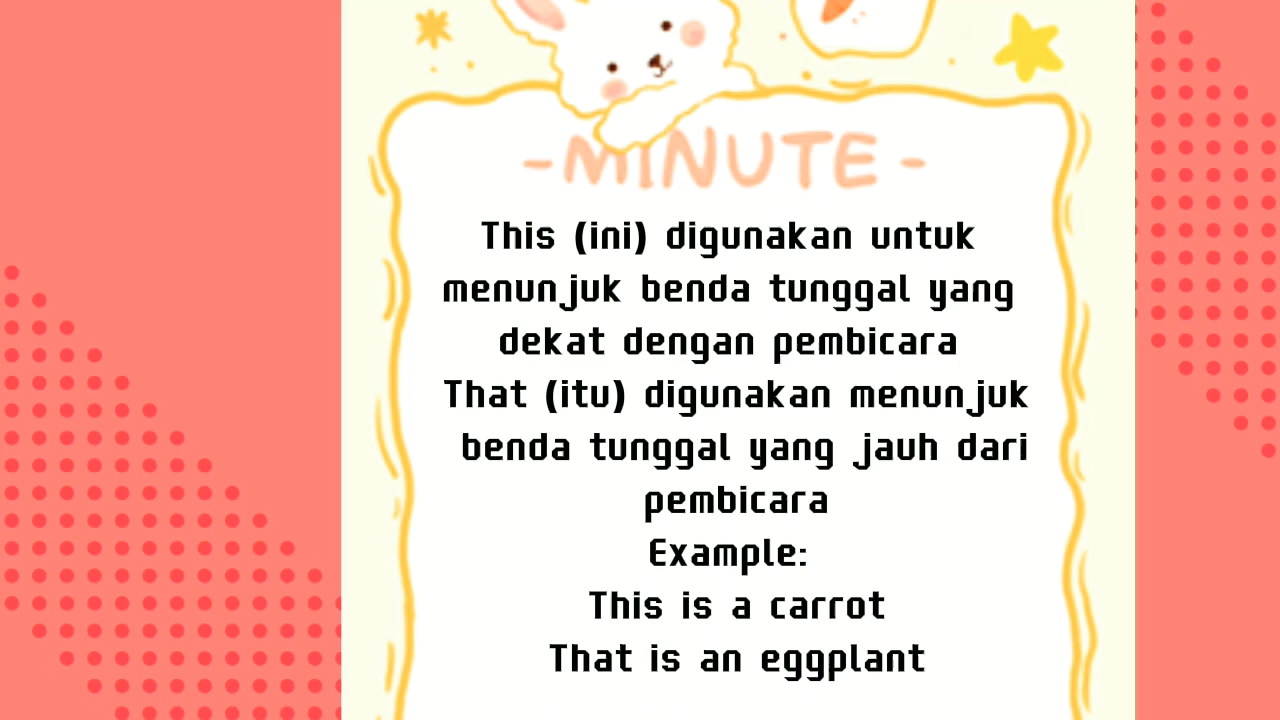 -MINUTE-
This (ini) digunakan untuk
menunjuk benda tunggal yang
dekat dengan pembicara
That (itu) digunakan menunjuk
benda tunggal yang jauh dari
pembicara
Example:
This is a carrot
That is an eggplant